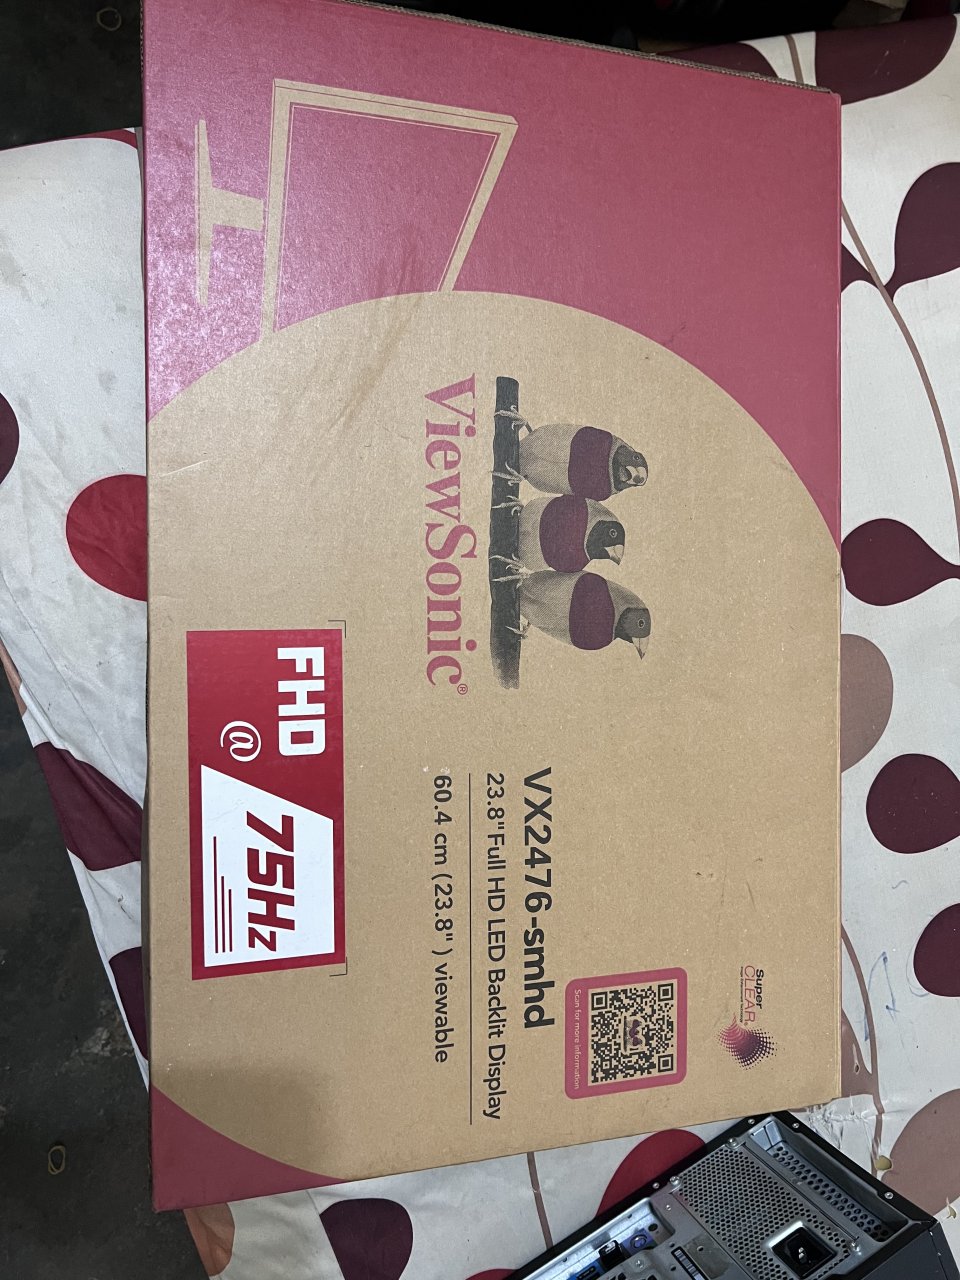 Super
CLEAR
Scan for more information
ViewSonic®
VX2476-smhd
23.8"Full HD LED Backlit Display
60.4 cm (23.8") viewable
FHD
@
75Hz